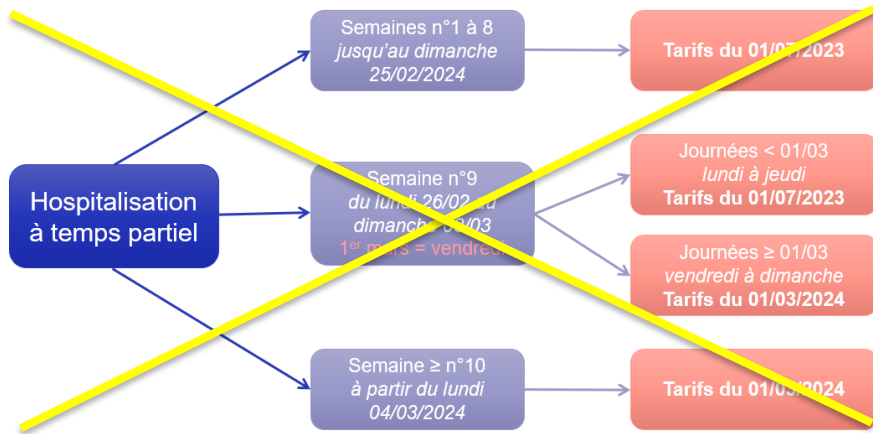 Semaines n°1 à 8
jusqu'au dimanche
25/02/2024
Tarifs du 01/07/2023
Hospitalisation
à temps partiel
Semaine n°9
du lundi 26/02 au
dimanche 03/03
1er mars = vendredi
Journées < 01/03
lundi à jeudi
Tarifs du 01/07/2023
Journées ≥ 01/03
vendredi à dimanche
Tarifs du 01/03/2024
Semaine ≥ n°10
à partir du lundi
04/03/2024
Tarifs du 01/03/2024